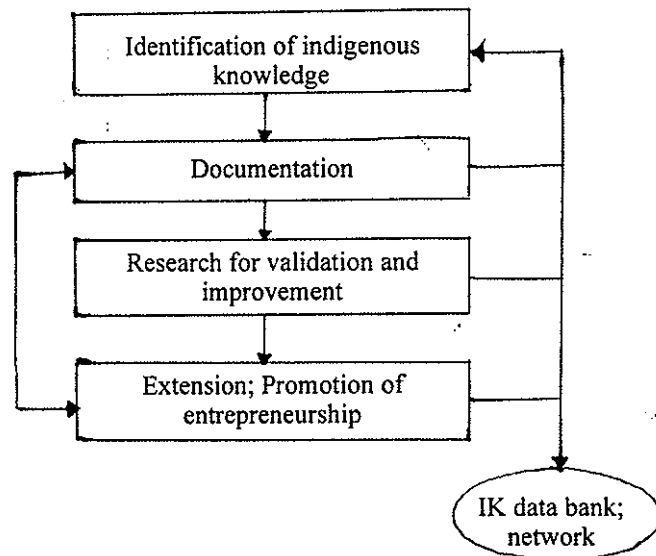 Identification of indigenous
knowledge
Documentation
Research for validation and
improvement
Extension; Promotion of
entrepreneurship
IK data bank;
network